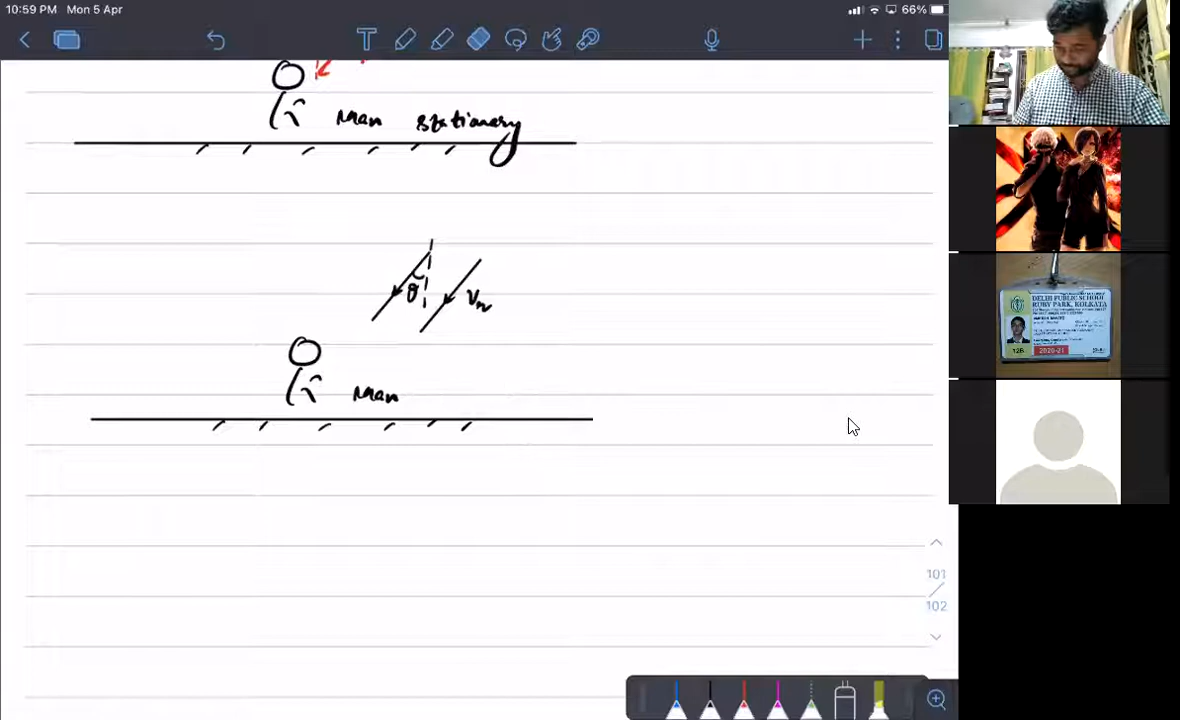 10:59 PM Mon 5 Apr
66%
T
Man stationary
θ
Man
DELHI PUBLIC SCHOOL
RUBY PARK, KOLKATA
12B
2020-21
101
102